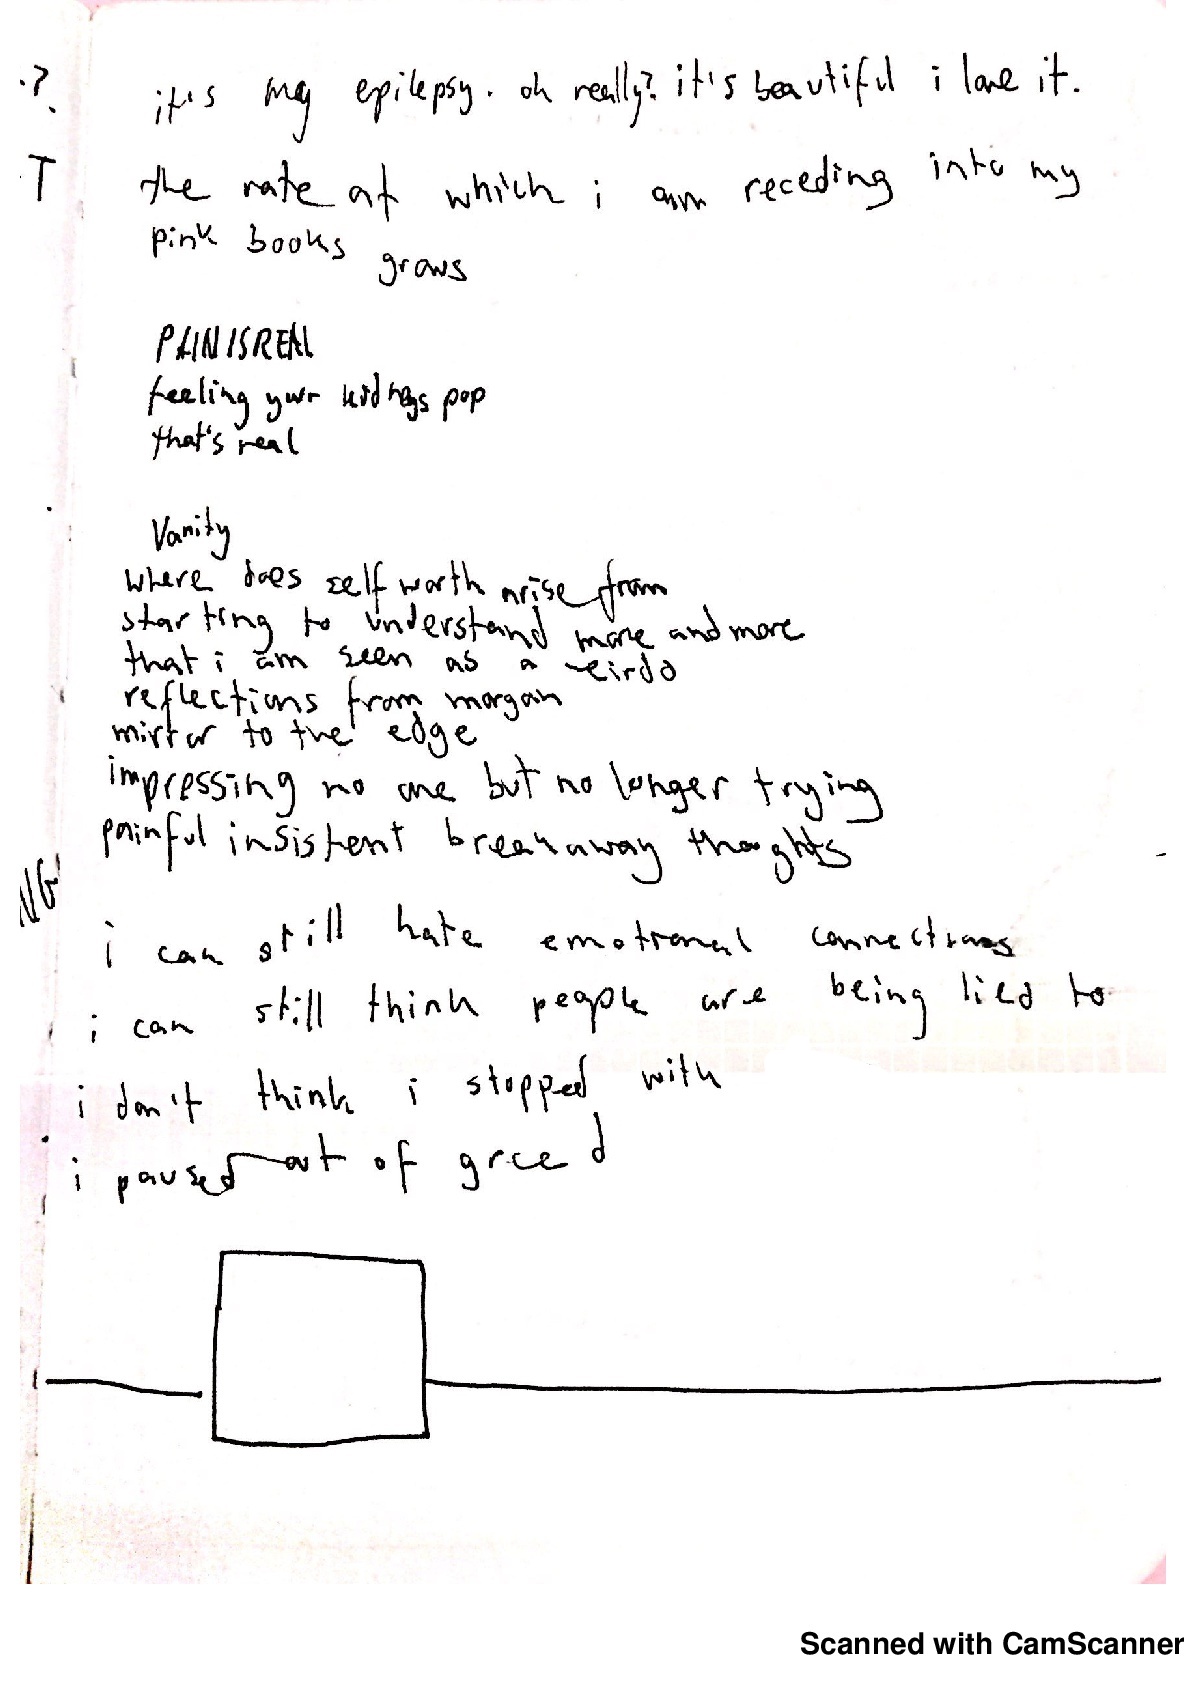 .?
it's my epilepsy. oh really? it's beautiful i love it.
T
the rate at which i am receding into my
pink books grows
PAIN IS REAL
feeling your kidneys pop
that's real
Vanity
where does self worth arise from
starting to understand more and more
that i am seen as a weirdo
reflections from morgan
mirror to the edge
impressing no one but no longer trying
painful insistent breakaway thoughts
NG
i can still hate emotional connections
i can still think people are being lied to
i don't think i stopped with
i paused out of greed
Scanned with CamScanner